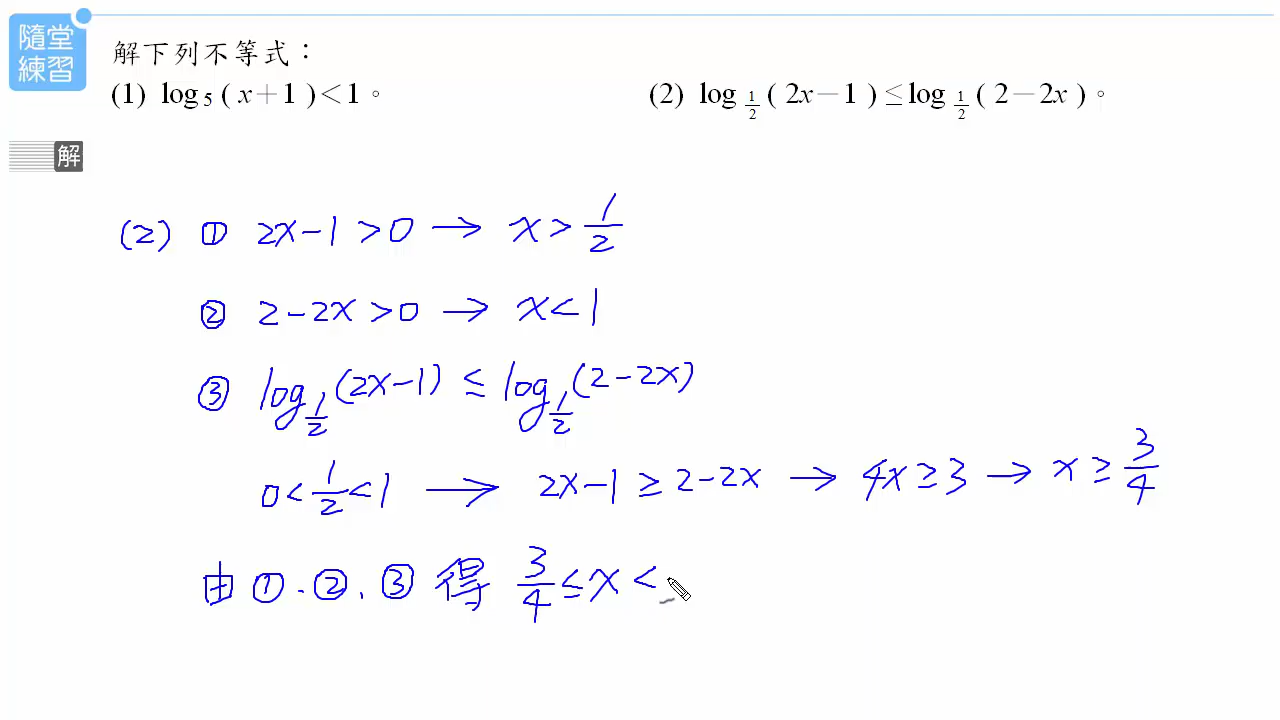 隨堂
練習
解下列不等式：
(1) log₅(x+1)<1。
(2) log_{1/2}(2x−1)≤log_{1/2}(2−2x)。
解
(2) ① 2x−1>0 → x>1/2
② 2−2x>0 → x<1
③ log_{1/2}(2x−1) ≤ log_{1/2}(2−2x)
0<1/2<1 → 2x−1 ≥ 2−2x → 4x≥3 → x≥3/4
由①、②、③得 3/4≤x<